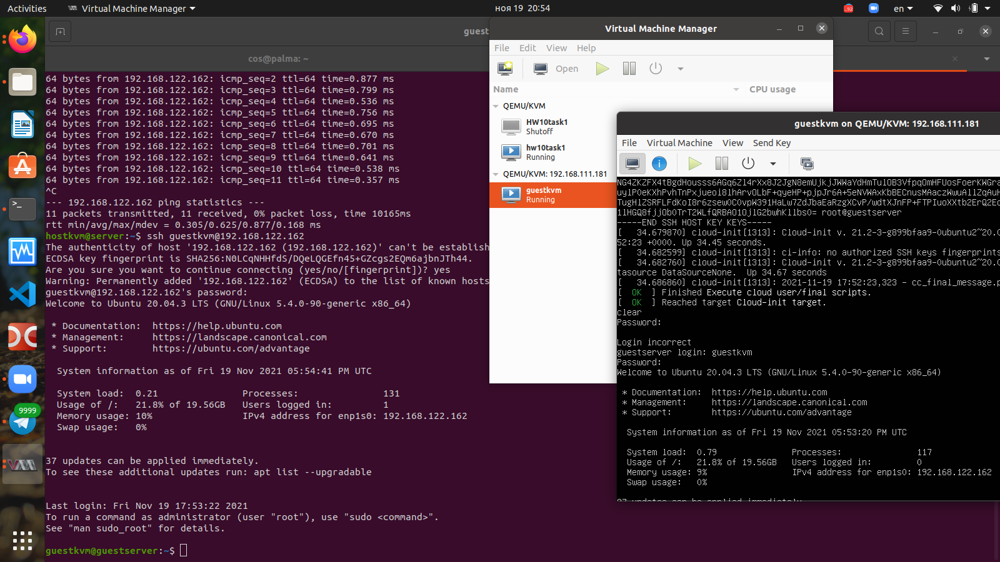 Activities
Virtual Machine Manager
ноя 19 20:54
92
en
guest
cos@palma: ~
64 bytes from 192.168.122.162: icmp_seq=2 ttl=64 time=0.877 ms
64 bytes from 192.168.122.162: icmp_seq=3 ttl=64 time=0.799 ms
64 bytes from 192.168.122.162: icmp_seq=4 ttl=64 time=0.536 ms
64 bytes from 192.168.122.162: icmp_seq=5 ttl=64 time=0.756 ms
64 bytes from 192.168.122.162: icmp_seq=6 ttl=64 time=0.695 ms
64 bytes from 192.168.122.162: icmp_seq=7 ttl=64 time=0.670 ms
64 bytes from 192.168.122.162: icmp_seq=8 ttl=64 time=0.701 ms
64 bytes from 192.168.122.162: icmp_seq=9 ttl=64 time=0.641 ms
64 bytes from 192.168.122.162: icmp_seq=10 ttl=64 time=0.538 ms
64 bytes from 192.168.122.162: icmp_seq=11 ttl=64 time=0.357 ms
^C
--- 192.168.122.162 ping statistics ---
11 packets transmitted, 11 received, 0% packet loss, time 10165ms
rtt min/avg/max/mdev = 0.305/0.625/0.877/0.168 ms
hostkvm@server:~$ ssh guestkvm@192.168.122.162
The authenticity of host '192.168.122.162 (192.168.122.162)' can't be establish
ECDSA key fingerprint is SHA256:N0LCqNHHfdS/DQeLQGEfn45+GZcgs2EQm6ajbnJTh44.
Are you sure you want to continue connecting (yes/no/[fingerprint])? yes
Warning: Permanently added '192.168.122.162' (ECDSA) to the list of known hosts
guestkvm@192.168.122.162's password:
Welcome to Ubuntu 20.04.3 LTS (GNU/Linux 5.4.0-90-generic x86_64)
* Documentation: https://help.ubuntu.com
* Management: https://landscape.canonical.com
* Support: https://ubuntu.com/advantage
System information as of Fri 19 Nov 2021 05:54:41 PM UTC
System load: 0.21 Processes: 131
Usage of /: 21.8% of 19.56GB Users logged in: 1
Memory usage: 10% IPv4 address for enp1s0: 192.168.122.162
Swap usage: 0%
37 updates can be applied immediately.
To see these additional updates run: apt list --upgradable
Last login: Fri Nov 19 17:53:22 2021
To run a command as administrator (user "root"), use "sudo <command>".
See "man sudo_root" for details.
guestkvm@guestserver:~$
9999
Virtual Machine Manager
File Edit View Help
Open
Name CPU usage
QEMU/KVM
HW10task1
Shutoff
hw10task1
Running
QEMU/KVM: 192.168.111.181
guestkvm
Running
guestkvm on QEMU/KVM: 192.168.111.181
File Virtual Machine View Send Key
-----END SSH HOST KEY KEYS-----
[ 34.679870] cloud-init[1313]: Cloud-init v. 21.2-3-g899bfaa9-0ubuntu2~20.0
52:23 +0000. Up 34.45 seconds.
[ 34.682599] cloud-init[1313]: ci-info: no authorized SSH keys fingerprints
[ 34.682760] cloud-init[1313]: Cloud-init v. 21.2-3-g899bfaa9-0ubuntu2~20.0
tasource DataSourceNone. Up 34.67 seconds
[ 34.686860] cloud-init[1313]: 2021-11-19 17:52:23,323 - cc_final_message.p
[ OK ] Finished Execute cloud user/final scripts.
[ OK ] Reached target Cloud-init target.
clear
Password:
Login incorrect
guestserver login: guestkvm
Password:
Welcome to Ubuntu 20.04.3 LTS (GNU/Linux 5.4.0-90-generic x86_64)
* Documentation: https://help.ubuntu.com
* Management: https://landscape.canonical.com
* Support: https://ubuntu.com/advantage
System information as of Fri 19 Nov 2021 05:53:20 PM UTC
System load: 0.79 Processes: 117
Usage of /: 21.8% of 19.56GB Users logged in: 0
Memory usage: 9% IPv4 address for enp1s0: 192.168.122.162
Swap usage: 0%
37 updates can be applied immediately